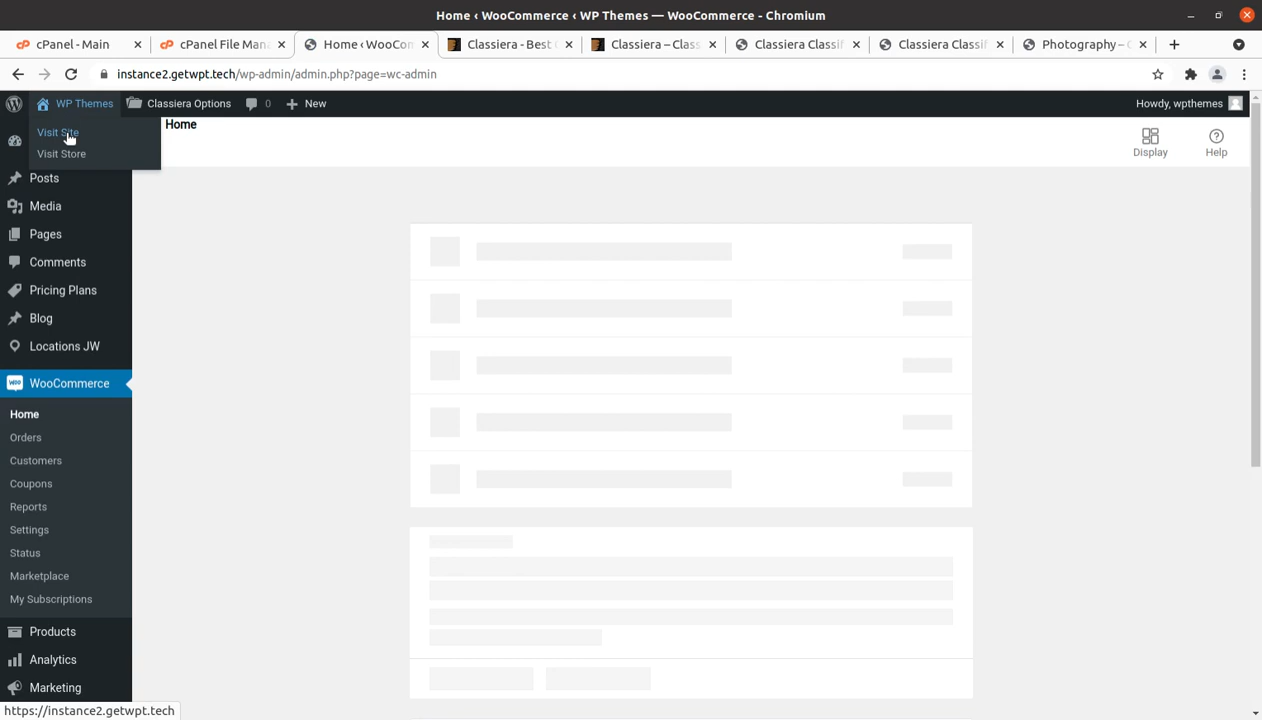 Home ‹ WooCommerce ‹ WP Themes — WooCommerce - Chromium
cPanel - Main
cPanel File Man
Home ‹ WooCom
Classiera - Best
Classiera – Class
Classiera Classif
Classiera Classif
Photography –
instance2.getwpt.tech/wp-admin/admin.php?page=wc-admin
WP Themes
Classiera Options
0
New
Howdy, wpthemes
Visit Site
Visit Store
Home
Display
Help
Posts
Media
Pages
Comments
Pricing Plans
Blog
Locations JW
WooCommerce
Home
Orders
Customers
Coupons
Reports
Settings
Status
Marketplace
My Subscriptions
Products
Analytics
Marketing
https://instance2.getwpt.tech